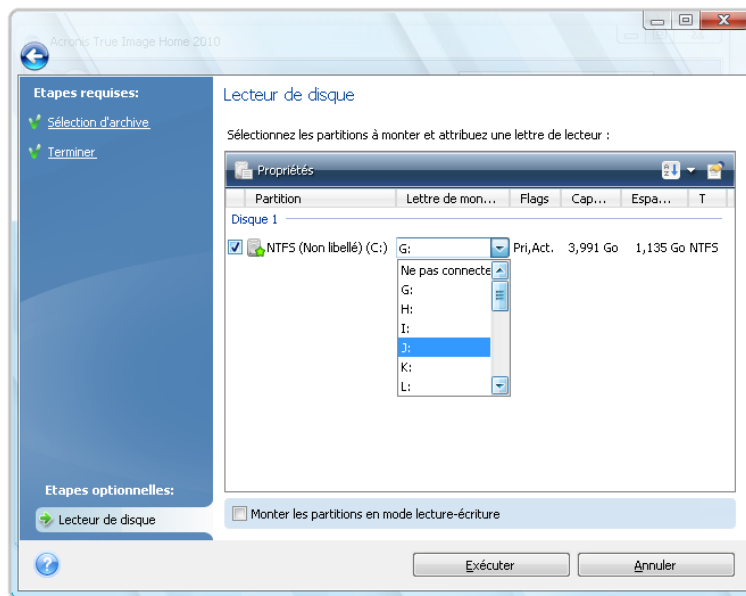 Acronis True Image Home 2010
Etapes requises:
Sélection d'archive
Terminer
Lecteur de disque
Sélectionnez les partitions à monter et attribuez une lettre de lecteur :
Propriétés
Partition Lettre de mon... Flags Cap... Espa... T
Disque 1
NTFS (Non libellé) (C:) G: Pri,Act. 3,991 Go 1,135 Go NTFS
Ne pas connecte
G:
H:
I:
J:
K:
L:
Etapes optionnelles:
Lecteur de disque
Monter les partitions en mode lecture-écriture
Exécuter Annuler